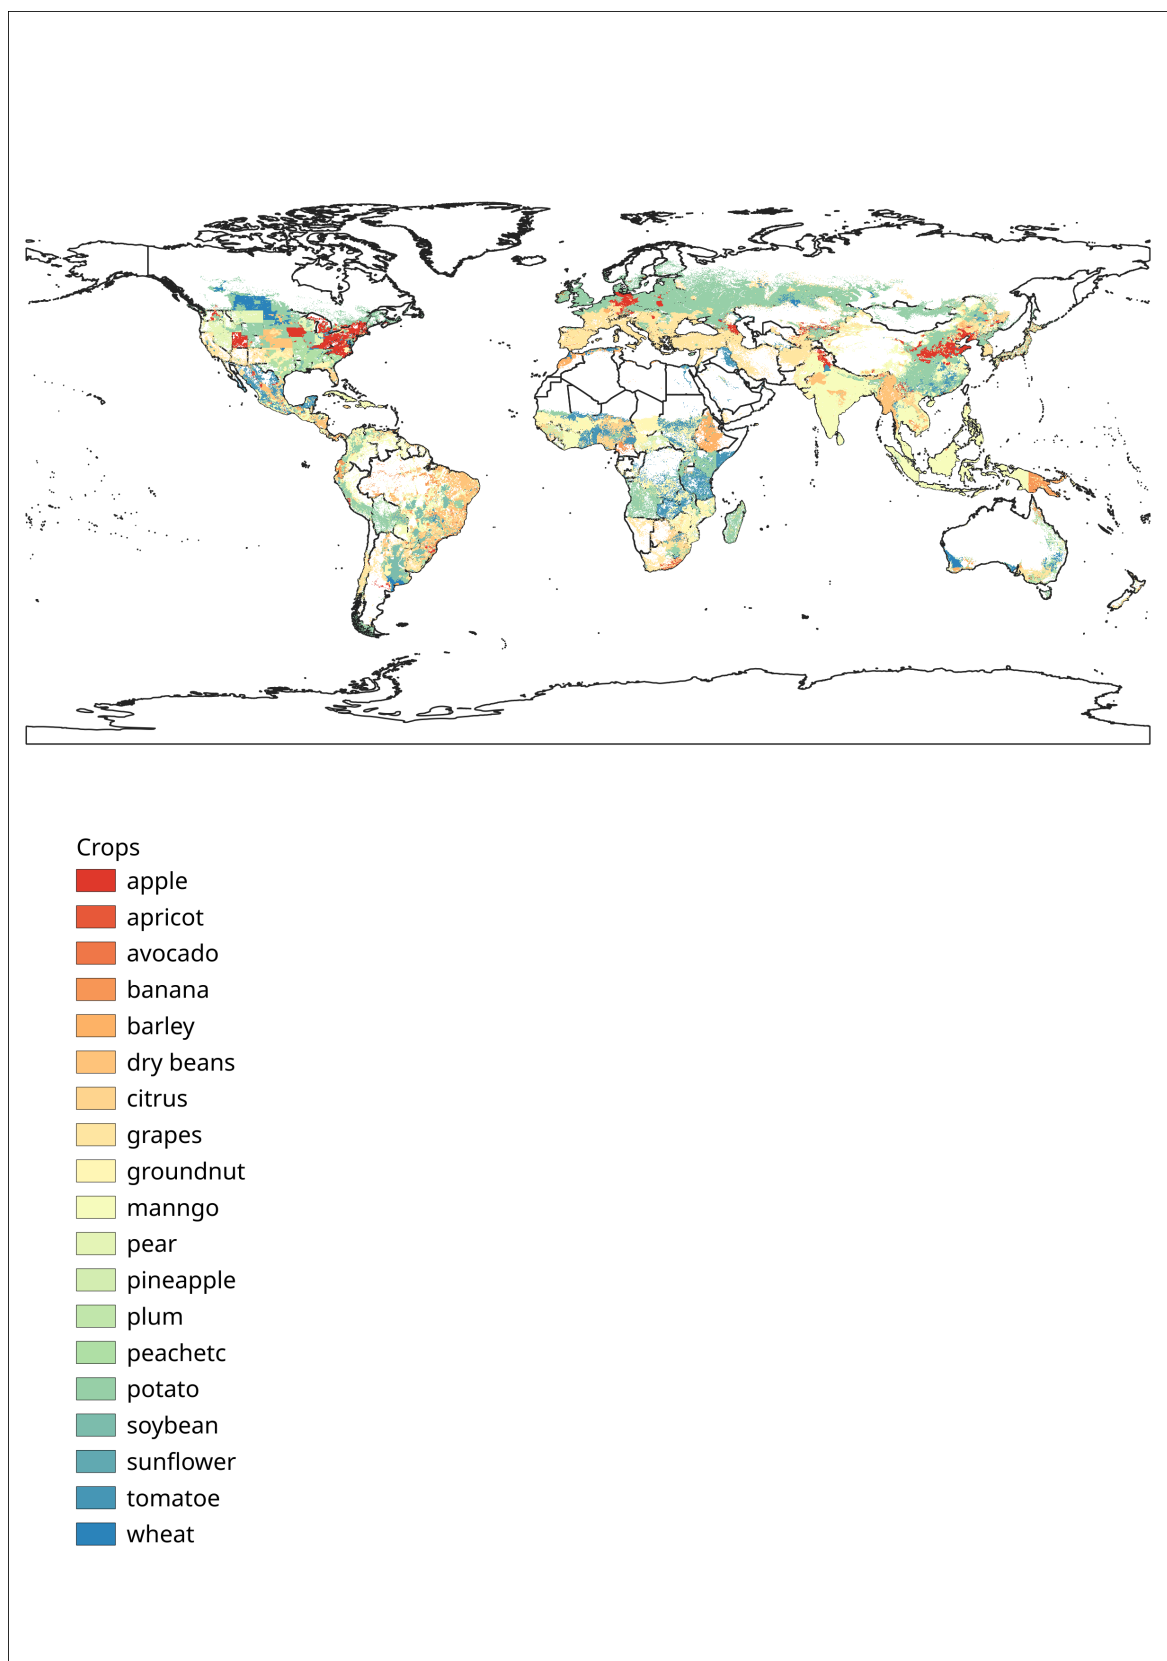 Crops
apple
apricot
avocado
banana
barley
dry beans
citrus
grapes
groundnut
manngo
pear
pineapple
plum
peachetc
potato
soybean
sunflower
tomatoe
wheat